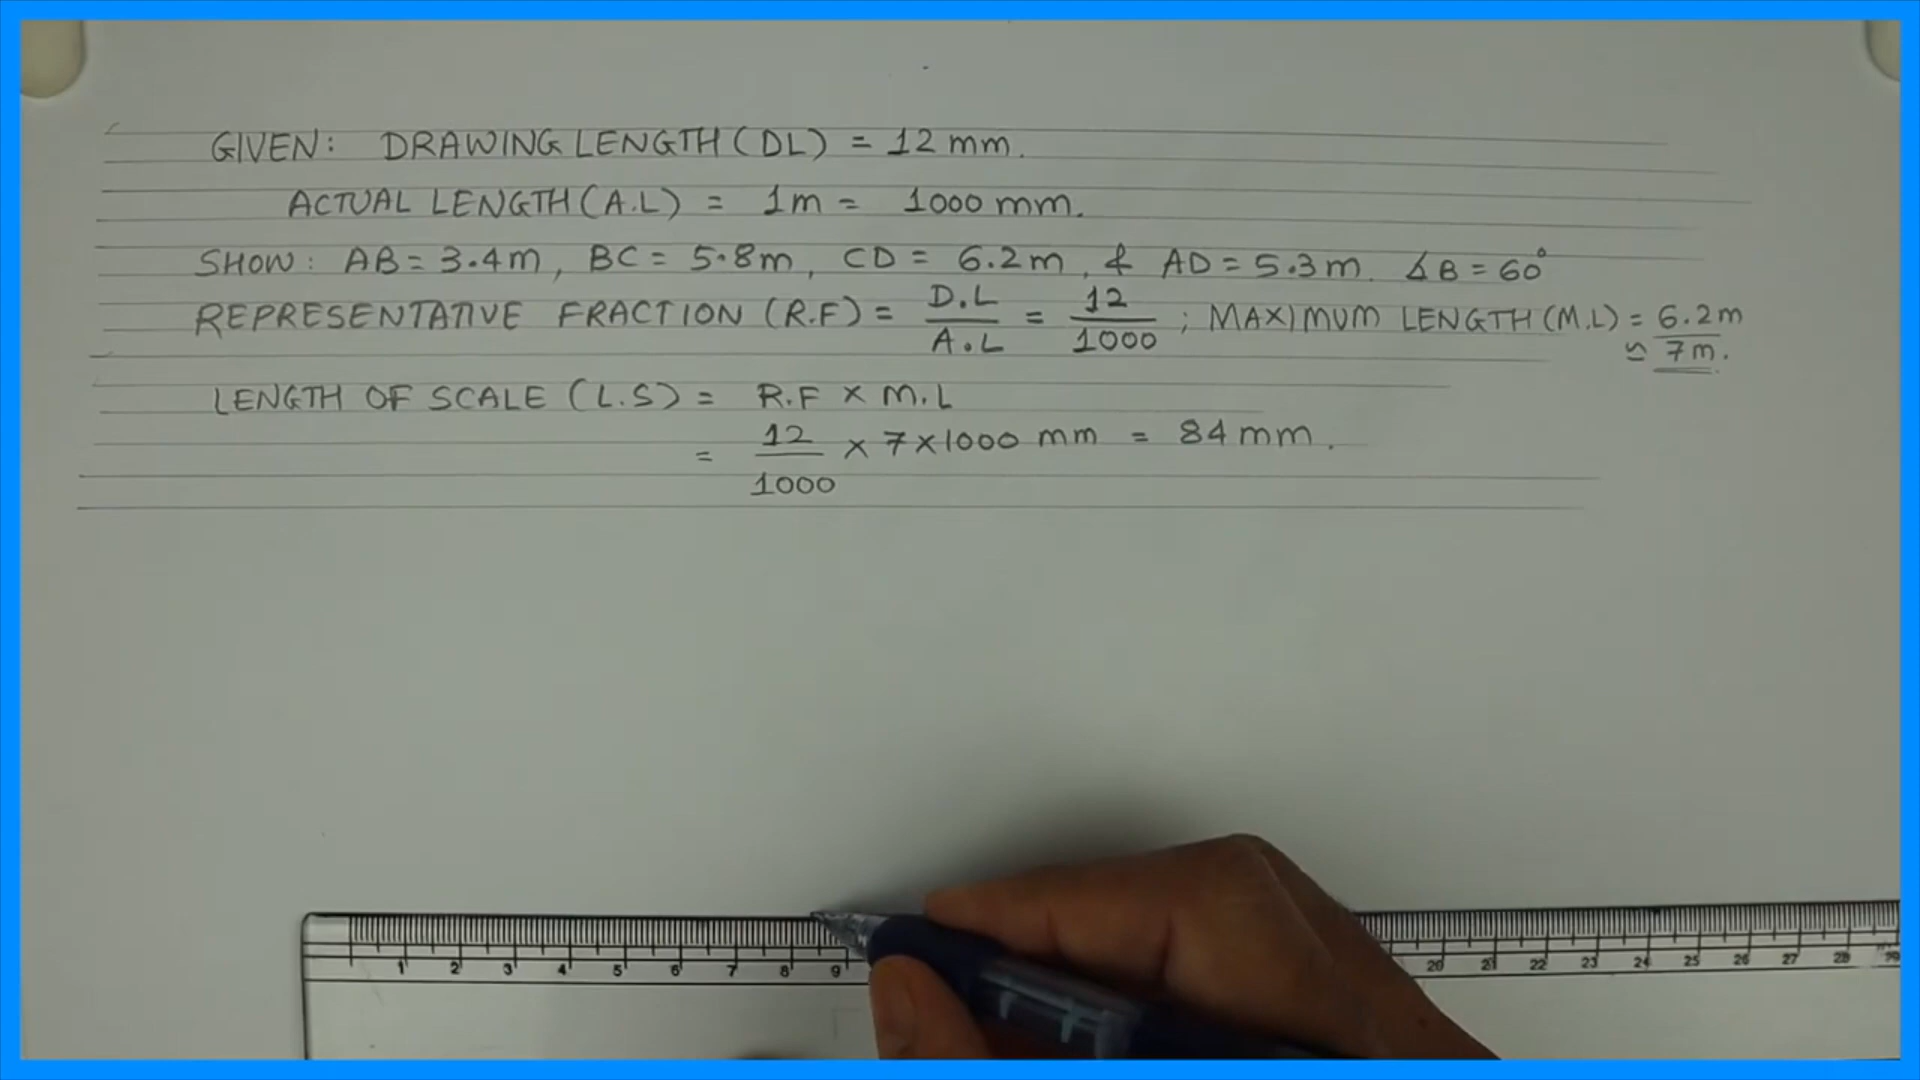 GIVEN: DRAWING LENGTH (DL) = 12 mm.
ACTUAL LENGTH (A.L) = 1m = 1000 mm.
SHOW: AB = 3.4m, BC = 5.8m, CD = 6.2m, & AD = 5.3m. ∠B = 60°
REPRESENTATIVE FRACTION (R.F) = D.L/A.L = 12/1000 ; MAXIMUM LENGTH (M.L) = 6.2m
≃ 7m.
LENGTH OF SCALE (L.S) = R.F × M.L
= 12/1000 × 7×1000 mm = 84 mm.
1 2 3 4 5 6 7 8 9 20 21 22 23 24 25 26 27 28 29